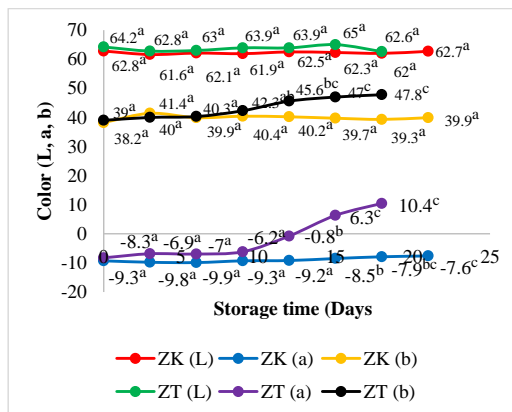 70
60
50
40
30
20
10
0
-10
-20
Color (L, a, b)
64.2a 62.8a 63a 63.9a 63.9a 65a 62.6a
62.8a 61.6a 62.1a 61.9a 62.5a 62.3a 62a 62.7a
39a 41.4a 40.3a 42.3ab 45.6bc 47c 47.8c
38.2a 40a 39.9a 40.4a 40.2a 39.7a 39.3a 39.9a
-8.3a -6.9a -7a -6.2a -0.8b 6.3c 10.4c
0 5 10 15 20 25
-9.3a -9.8a -9.9a -9.3a -9.2a -8.5b -7.9bc -7.6c
Storage time (Days
ZK (L) ZK (a) ZK (b)
ZT (L) ZT (a) ZT (b)